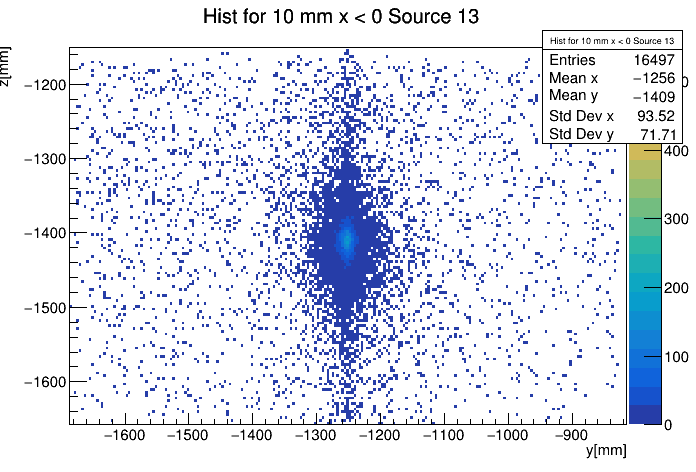 Hist for 10 mm x < 0 Source 13
z[mm]
Hist for 10 mm x < 0 Source 13
Entries 16497
Mean x −1256
Mean y −1409
Std Dev x 93.52
Std Dev y 71.71
−1200
−1300
−1400
−1500
−1600
400
300
200
100
0
−1600 −1500 −1400 −1300 −1200 −1100 −1000 −900
y[mm]